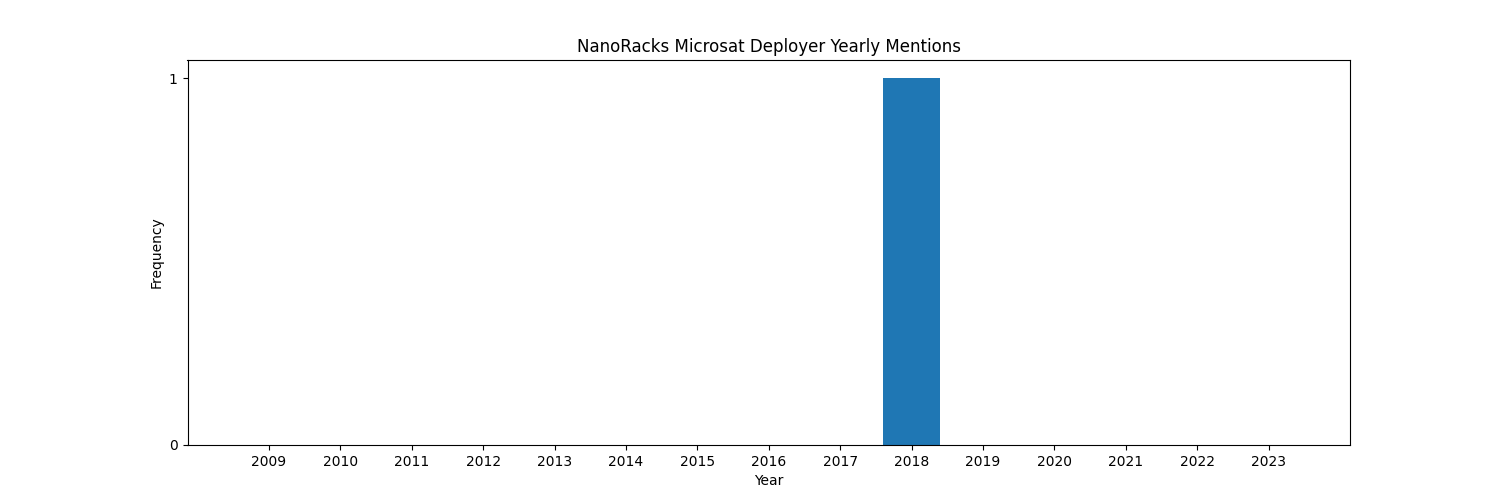 NanoRacks Microsat Deployer Yearly Mentions
1
Frequency
0
2009 2010 2011 2012 2013 2014 2015 2016 2017 2018 2019 2020 2021 2022 2023
Year